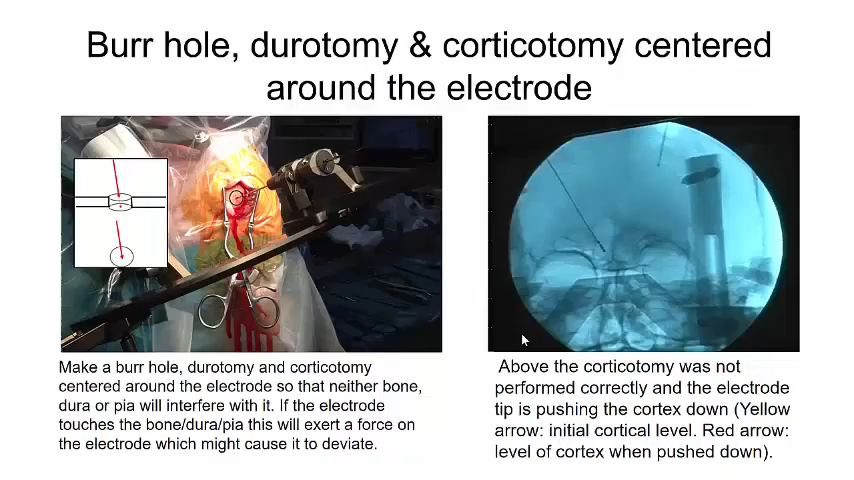 Burr hole, durotomy & corticotomy centered
around the electrode
Make a burr hole, durotomy and corticotomy
centered around the electrode so that neither bone,
dura or pia will interfere with it. If the electrode
touches the bone/dura/pia this will exert a force on
the electrode which might cause it to deviate.
Above the corticotomy was not
performed correctly and the electrode
tip is pushing the cortex down (Yellow
arrow: initial cortical level. Red arrow:
level of cortex when pushed down).